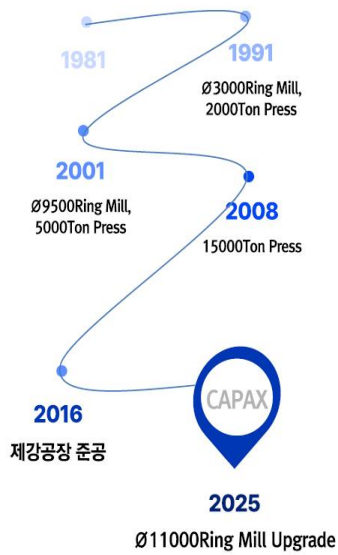 1981
1991
Ø3000Ring Mill,
2000Ton Press
2001
Ø9500Ring Mill,
5000Ton Press
2008
15000Ton Press
2016
제강공장 준공
CAPAX
2025
Ø11000Ring Mill Upgrade